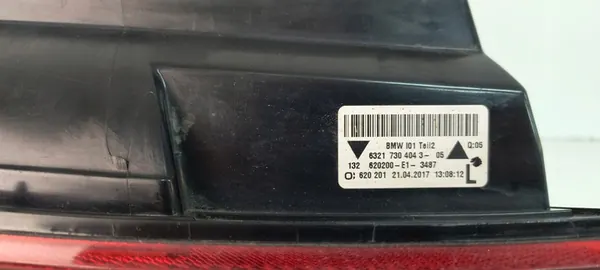 BMW I01 Teil2 Q:05
6321 730 404 3- 05
132 620200-E1- 3487
O: 620 201 21.04.2017 13:08:12 L